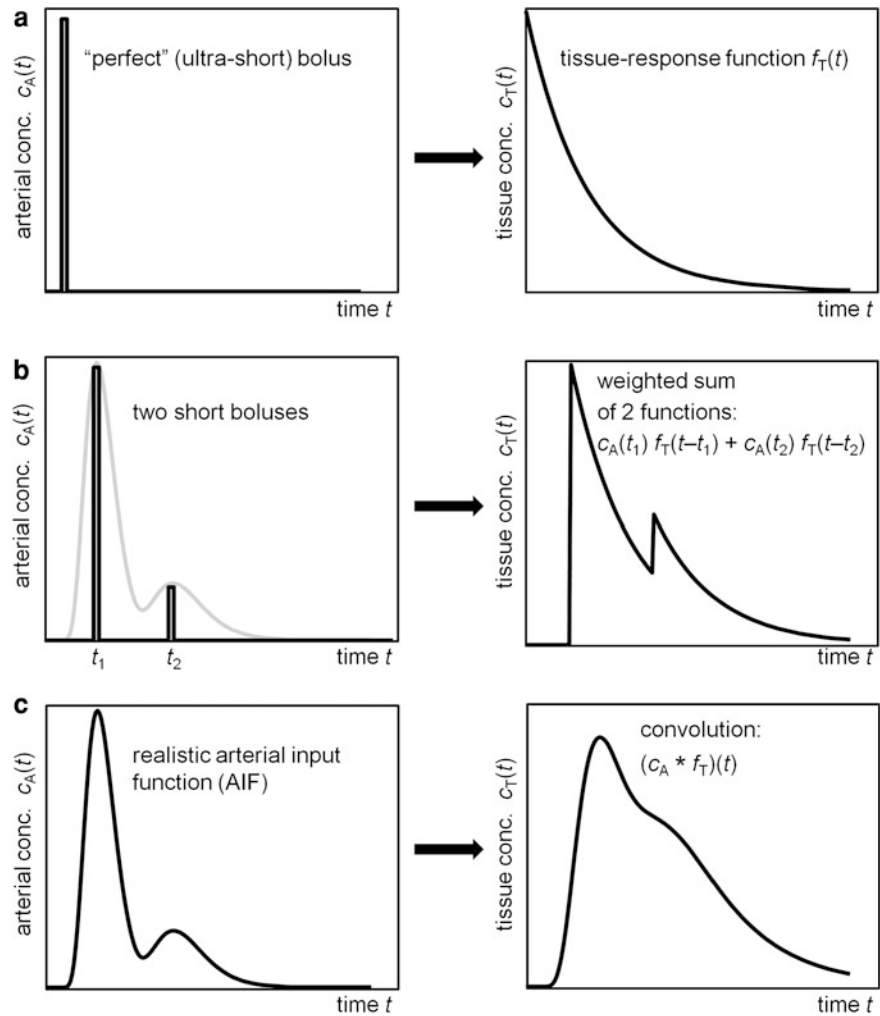 a
arterial conc. cA(t)
“perfect” (ultra-short) bolus
time t
tissue conc. cT(t)
tissue-response function fT(t)
time t
b
arterial conc. cA(t)
two short boluses
t1
t2
time t
tissue conc. cT(t)
weighted sum
of 2 functions:
cA(t1) fT(t–t1) + cA(t2) fT(t–t2)
time t
c
arterial conc. cA(t)
realistic arterial input
function (AIF)
time t
tissue conc. cT(t)
convolution:
(cA * fT)(t)
time t